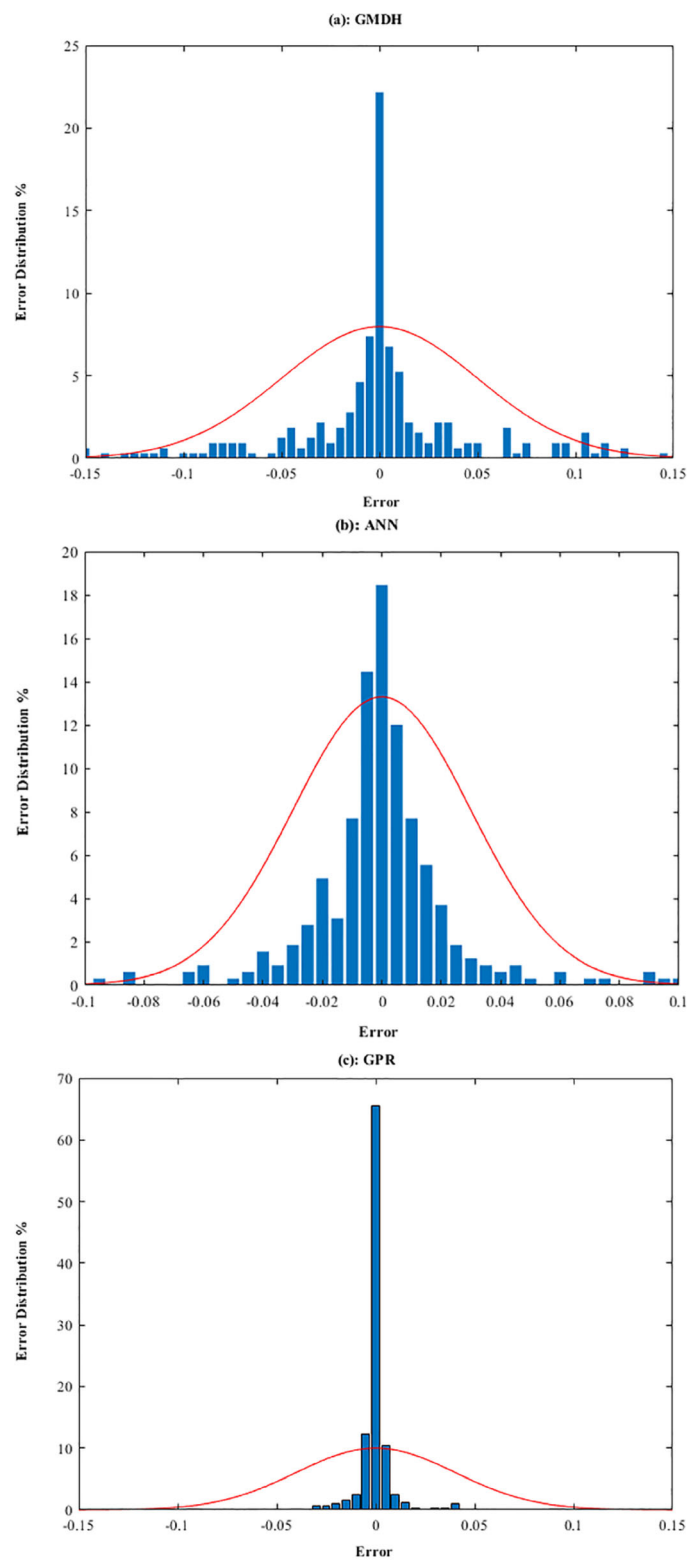 (a): GMDH
25
20
15
10
5
0
Error Distribution %
-0.15 -0.1 -0.05 0 0.05 0.1 0.15
Error
(b): ANN
20
18
16
14
12
10
8
6
4
2
0
Error Distribution %
-0.1 -0.08 -0.06 -0.04 -0.02 0 0.02 0.04 0.06 0.08 0.1
Error
(c): GPR
70
60
50
40
30
20
10
0
Error Distribution %
-0.15 -0.1 -0.05 0 0.05 0.1 0.15
Error